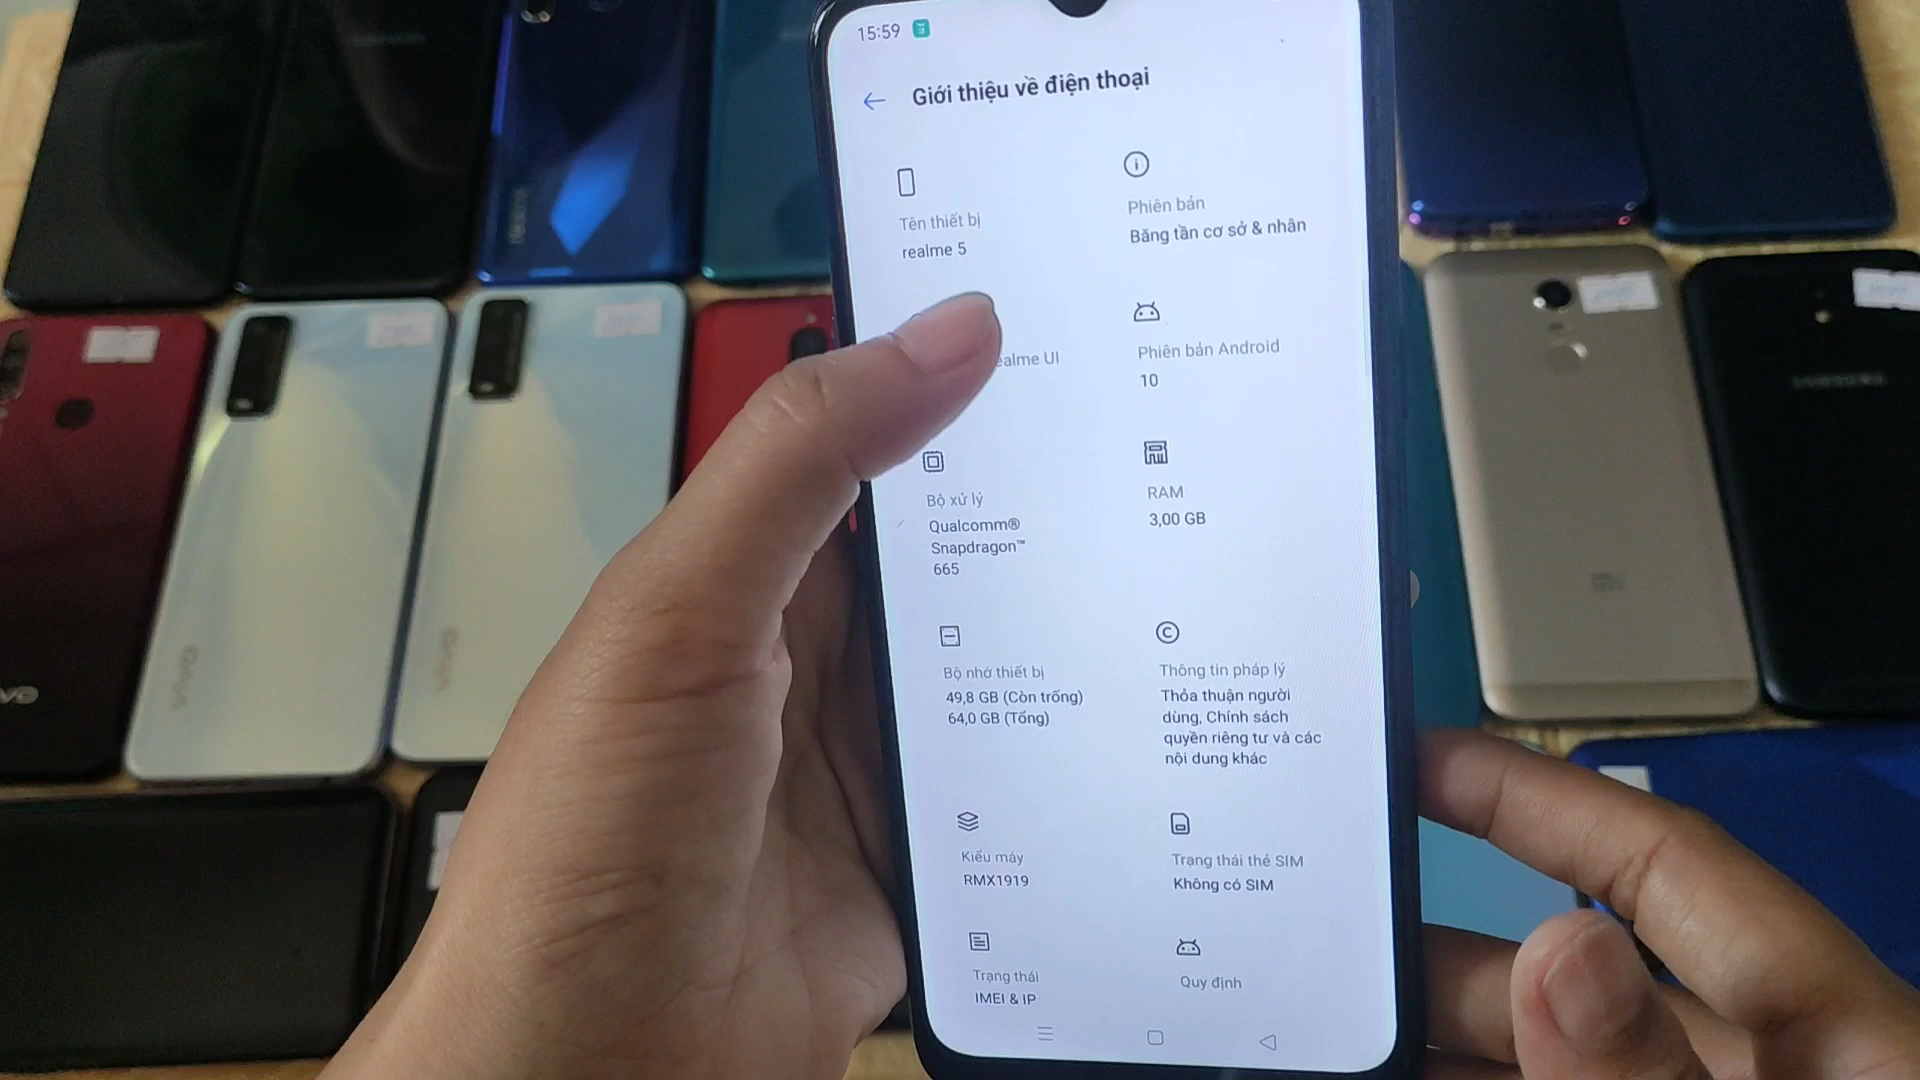 15:59
Giới thiệu về điện thoại
Tên thiết bị
realme 5
Phiên bản
Băng tần cơ sở & nhân
ealme UI
Phiên bản Android
10
Bộ xử lý
Qualcomm®
Snapdragon™
665
RAM
3,00 GB
Bộ nhớ thiết bị
49,8 GB (Còn trống)
64,0 GB (Tổng)
Thông tin pháp lý
Thỏa thuận người
dùng, Chính sách
quyền riêng tư và các
nội dung khác
Kiểu máy
RMX1919
Trạng thái thẻ SIM
Không có SIM
Trạng thái
IMEI & IP
Quy định
realme
vivo
vivo
SAMSUNG